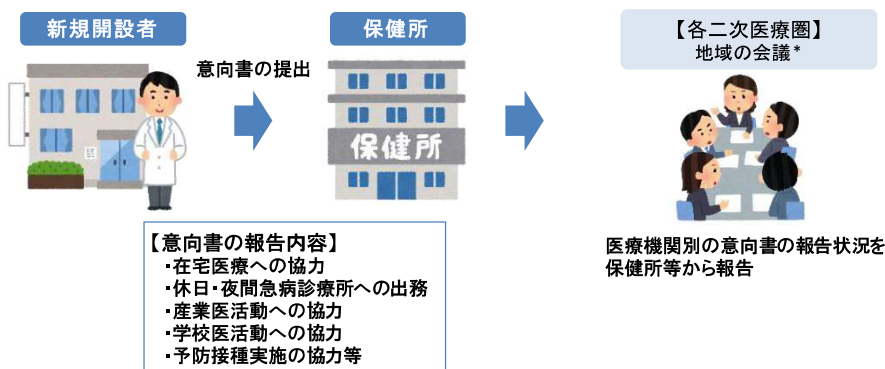 新規開設者
保健所
【各二次医療圏】
地域の会議*
意向書の提出
保健所
【意向書の報告内容】
・在宅医療への協力
・休日・夜間急病診療所への出務
・産業医活動への協力
・学校医活動への協力
・予防接種実施の協力等
医療機関別の意向書の報告状況を
保健所等から報告